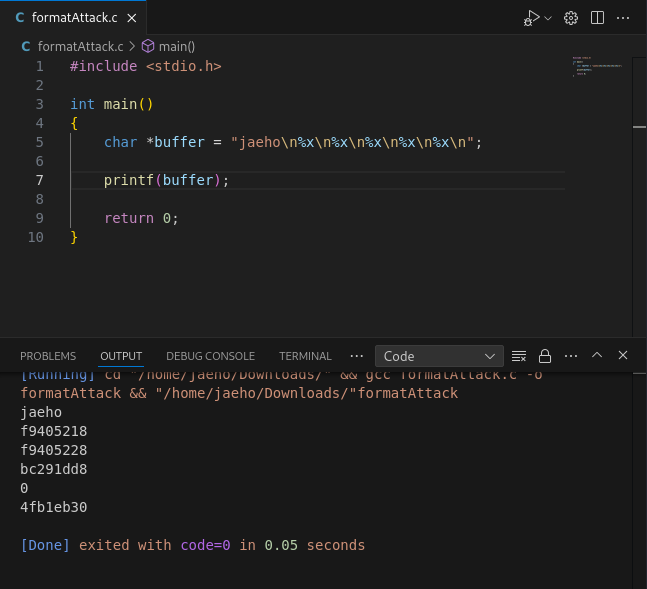 C formatAttack.c
C formatAttack.c > main()
1 #include <stdio.h>
2
3 int main()
4 {
5 char *buffer = "jaeho\n%x\n%x\n%x\n%x\n%x\n";
6
7 printf(buffer);
8
9 return 0;
10 }
PROBLEMS OUTPUT DEBUG CONSOLE TERMINAL ··· Code
[Running] cd "/home/jaeho/Downloads/" && gcc formatAttack.c -o
formatAttack && "/home/jaeho/Downloads/"formatAttack
jaeho
f9405218
f9405228
bc291dd8
0
4fb1eb30
[Done] exited with code=0 in 0.05 seconds